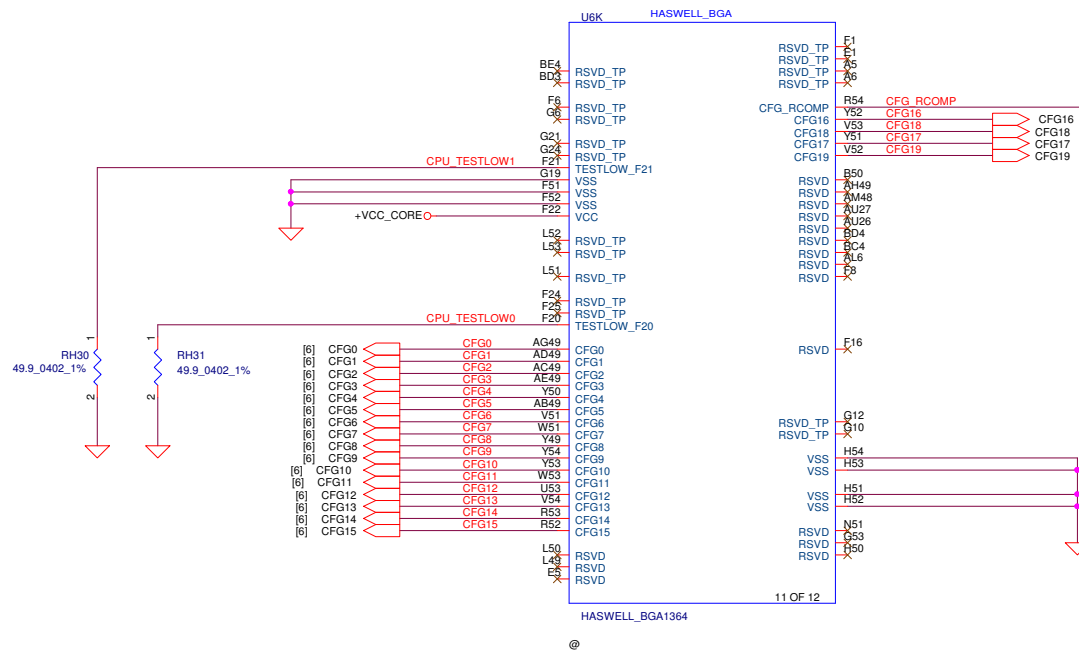 U6K HASWELL_BGA
F1 RSVD_TP
E1 RSVD_TP
BE4 RSVD_TP RSVD_TP A5
BD3 RSVD_TP RSVD_TP A6
F6 RSVD_TP CFG_RCOMP R54 CFG_RCOMP
G6 RSVD_TP CFG16 Y52 CFG16 CFG16
CFG18 V53 CFG18 CFG18
G21 RSVD_TP CFG17 Y51 CFG17 CFG17
G24 RSVD_TP CFG19 V52 CFG19 CFG19
CPU_TESTLOW1 F21 TESTLOW_F21
G19 VSS RSVD B50
F51 VSS RSVD AH49
F52 VSS RSVD AM48
+VCC_CORE F22 VCC RSVD AU27
RSVD AU26
L52 RSVD_TP RSVD BD4
L53 RSVD_TP RSVD BC4
RSVD AL6
L51 RSVD_TP RSVD F8
F24 RSVD_TP
F25 RSVD_TP
CPU_TESTLOW0 F20 TESTLOW_F20
1 1
RH30 RH31
49.9_0402_1% 49.9_0402_1%
2 2
[6] CFG0 CFG0 AG49 CFG0 RSVD F16
[6] CFG1 CFG1 AD49 CFG1
[6] CFG2 CFG2 AC49 CFG2
[6] CFG3 CFG3 AE49 CFG3
[6] CFG4 CFG4 Y50 CFG4
[6] CFG5 CFG5 AB49 CFG5
[6] CFG6 CFG6 V51 CFG6 RSVD_TP G12
[6] CFG7 CFG7 W51 CFG7 RSVD_TP G10
[6] CFG8 CFG8 Y49 CFG8
[6] CFG9 CFG9 Y54 CFG9 VSS H54
[6] CFG10 CFG10 Y53 CFG10 VSS H53
[6] CFG11 CFG11 W53 CFG11
[6] CFG12 CFG12 U53 CFG12 VSS H51
[6] CFG13 CFG13 V54 CFG13 VSS H52
[6] CFG14 CFG14 R53 CFG14
[6] CFG15 CFG15 R52 CFG15 RSVD N51
RSVD G53
L50 RSVD RSVD H50
L49 RSVD
E5 RSVD
11 OF 12
HASWELL_BGA1364
@